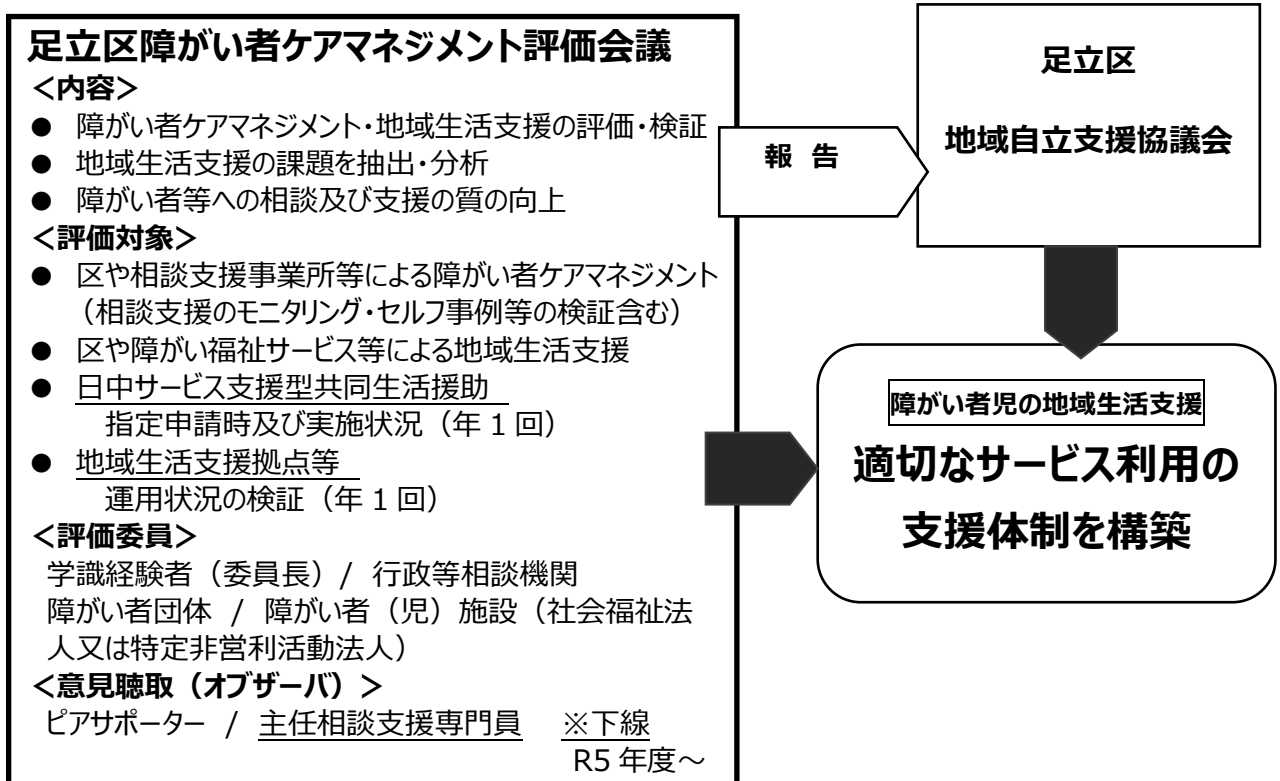 足立区障がい者ケアマネジメント評価会議
＜内容＞
● 障がい者ケアマネジメント・地域生活支援の評価・検証
● 地域生活支援の課題を抽出・分析
● 障がい者等への相談及び支援の質の向上
＜評価対象＞
● 区や相談支援事業所等による障がい者ケアマネジメント
（相談支援のモニタリング・セルフ事例等の検証含む）
● 区や障がい福祉サービス等による地域生活支援
● 日中サービス支援型共同生活援助
指定申請時及び実施状況（年１回）
● 地域生活支援拠点等
運用状況の検証（年１回）
＜評価委員＞
学識経験者（委員長）/ 行政等相談機関
障がい者団体 / 障がい者（児）施設（社会福祉法
人又は特定非営利活動法人）
＜意見聴取（オブザーバ）＞
ピアサポーター / 主任相談支援専門員 ※下線
R5 年度～
報 告
足立区
地域自立支援協議会
障がい者児の地域生活支援
適切なサービス利用の
支援体制を構築